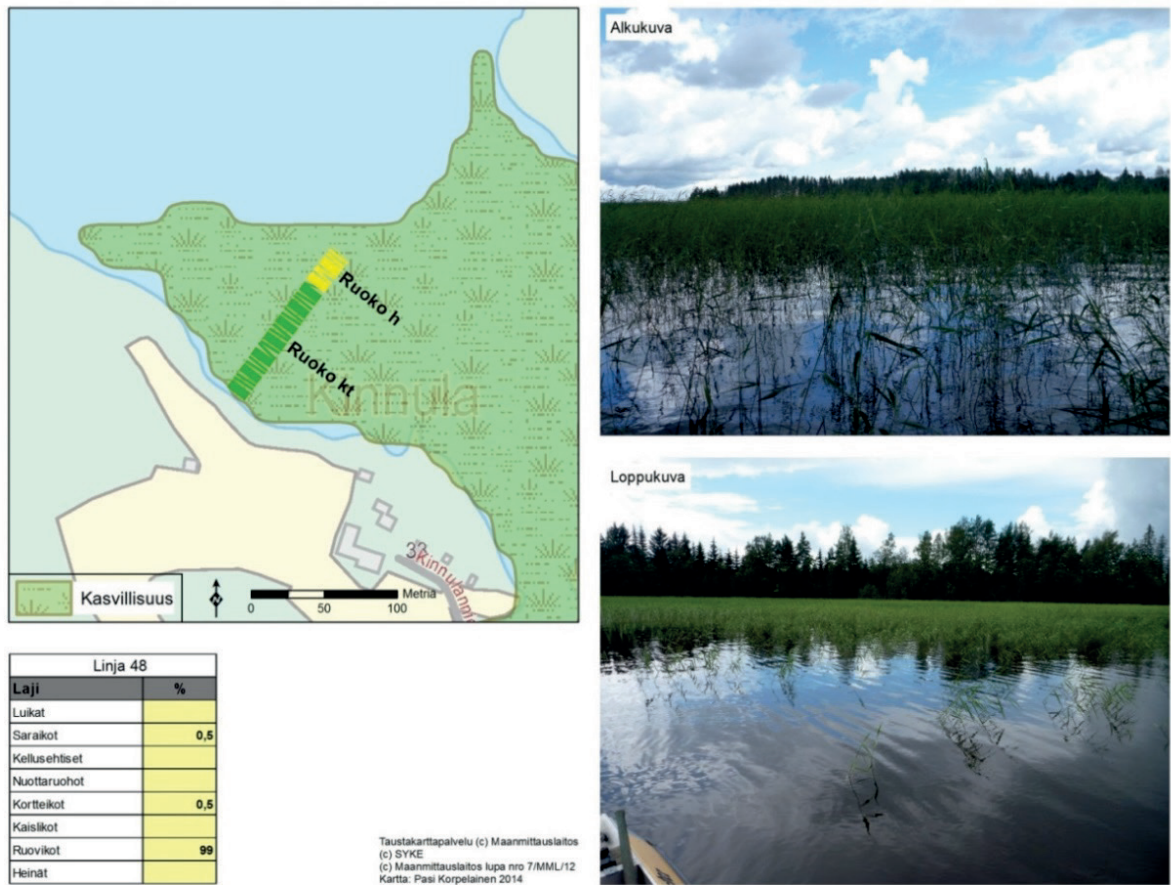 Ruoko h
Ruoko kt
Kinnula
33
Kasvillisuus
Metriä
0 50 100
Alkukuva
Loppukuva
Linja 48
Laji %
Luikat
Saraikot 0,5
Kellusehtiset
Nuottaruohot
Kortteikot 0,5
Kaislikot
Ruovikot 99
Heinät
Taustakarttapalvelu (c) Maanmittauslaitos
(c) SYKE
(c) Maanmittauslaitos lupa nro 7/MML/12
Kartta: Pasi Korpelainen 2014